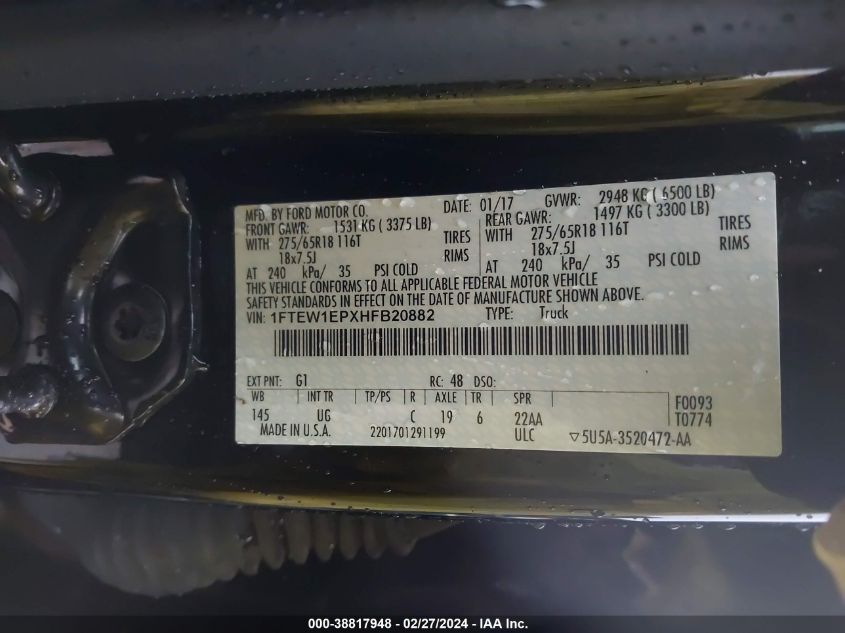 MFD. BY FORD MOTOR CO. DATE: 01/17 GVWR: 2948 KG ( 6500 LB)
FRONT GAWR: 1531 KG ( 3375 LB) REAR GAWR: 1497 KG ( 3300 LB)
WITH 275/65R18 116T TIRES WITH 275/65R18 116T TIRES
18x7.5J RIMS 18x7.5J RIMS
AT 240 kPa/ 35 PSI COLD AT 240 kPa/ 35 PSI COLD
THIS VEHICLE CONFORMS TO ALL APPLICABLE FEDERAL MOTOR VEHICLE
SAFETY STANDARDS IN EFFECT ON THE DATE OF MANUFACTURE SHOWN ABOVE.
VIN: 1FTEW1EPXHFB20882 TYPE: Truck
EXT PNT: G1 RC: 48 DSO:
WB INT TR TP/PS R AXLE TR SPR F0093
145 UG C 19 6 22AA T0774
MADE IN U.S.A. 2201701291199 ULC ▽5U5A-3520472-AA
000-38817948 - 02/27/2024 - IAA Inc.